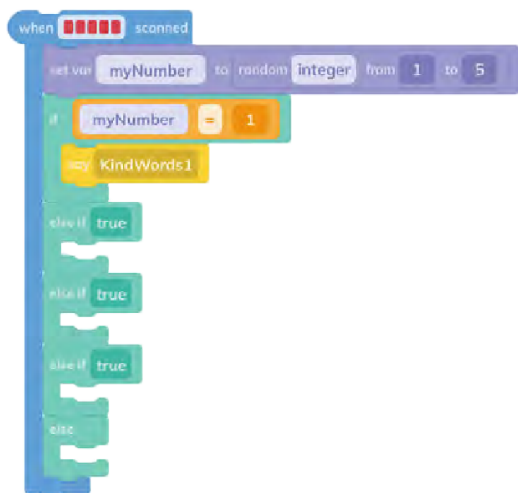 when scanned
set var myNumber to random integer from 1 to 5
if myNumber = 1
say KindWords1
else if true
else if true
else if true
else